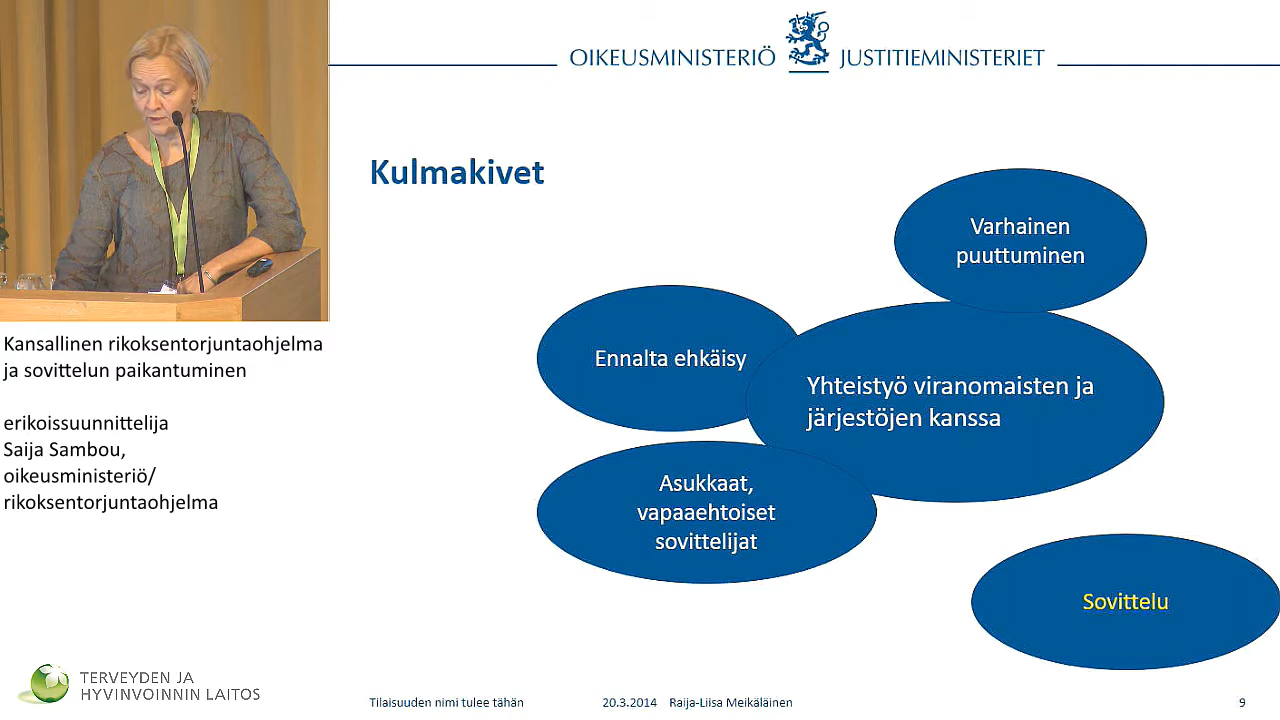 OIKEUSMINISTERIÖ JUSTITIEMINISTERIET
Kulmakivet
Varhainen
puuttuminen
Ennalta ehkäisy
Yhteistyö viranomaisten ja
järjestöjen kanssa
Asukkaat,
vapaaehtoiset
sovittelijat
Sovittelu
Kansallinen rikoksentorjuntaohjelma
ja sovittelun paikantuminen
erikoissuunnittelija
Saija Sambou,
oikeusministeriö/
rikoksentorjuntaohjelma
TERVEYDEN JA
HYVINVOINNIN LAITOS
Tilaisuuden nimi tulee tähän 20.3.2014 Raija-Liisa Meikäläinen 9